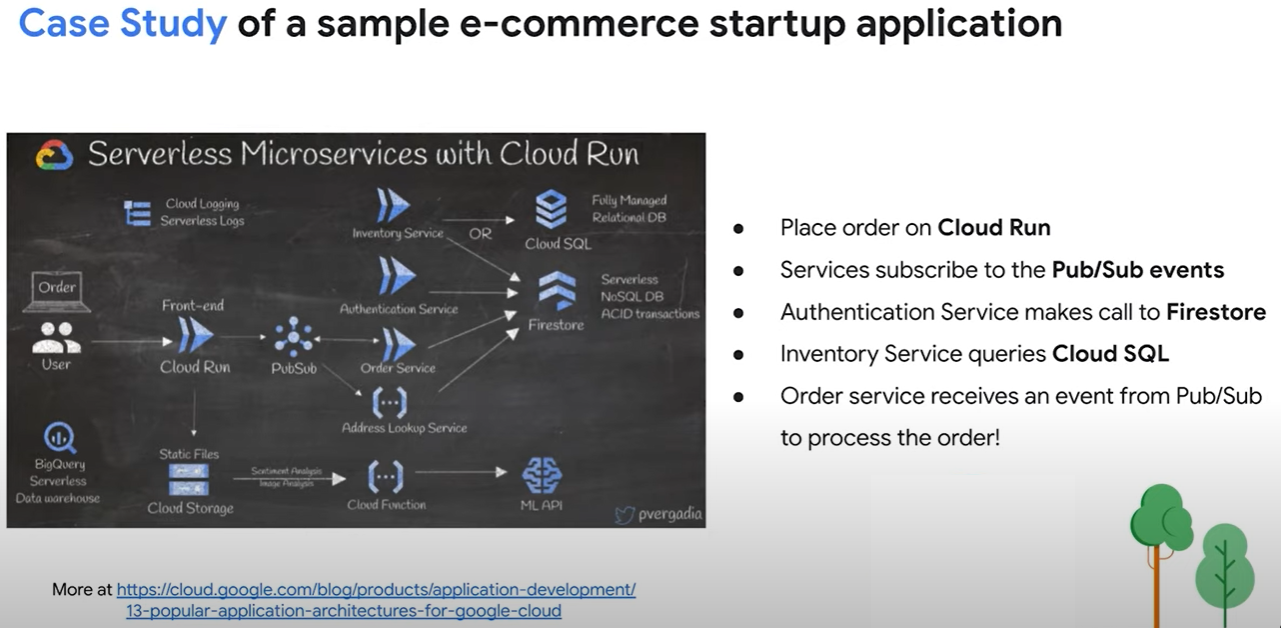 Case Study of a sample e-commerce startup application
Serverless Microservices with Cloud Run
Cloud Logging
Serverless Logs
Inventory Service
OR
Cloud SQL
Fully Managed
Relational DB
Order
User
Front-end
Cloud Run
PubSub
Authentication Service
Order Service
Firestore
Serverless
NoSQL DB
ACID transactions
Address Lookup Service
BigQuery
Serverless
Data warehouse
Static Files
Cloud Storage
Sentiment Analysis
Image Analysis
Cloud Function
ML API
pvergadia
● Place order on Cloud Run
● Services subscribe to the Pub/Sub events
● Authentication Service makes call to Firestore
● Inventory Service queries Cloud SQL
● Order service receives an event from Pub/Sub
to process the order!
More at https://cloud.google.com/blog/products/application-development/
13-popular-application-architectures-for-google-cloud